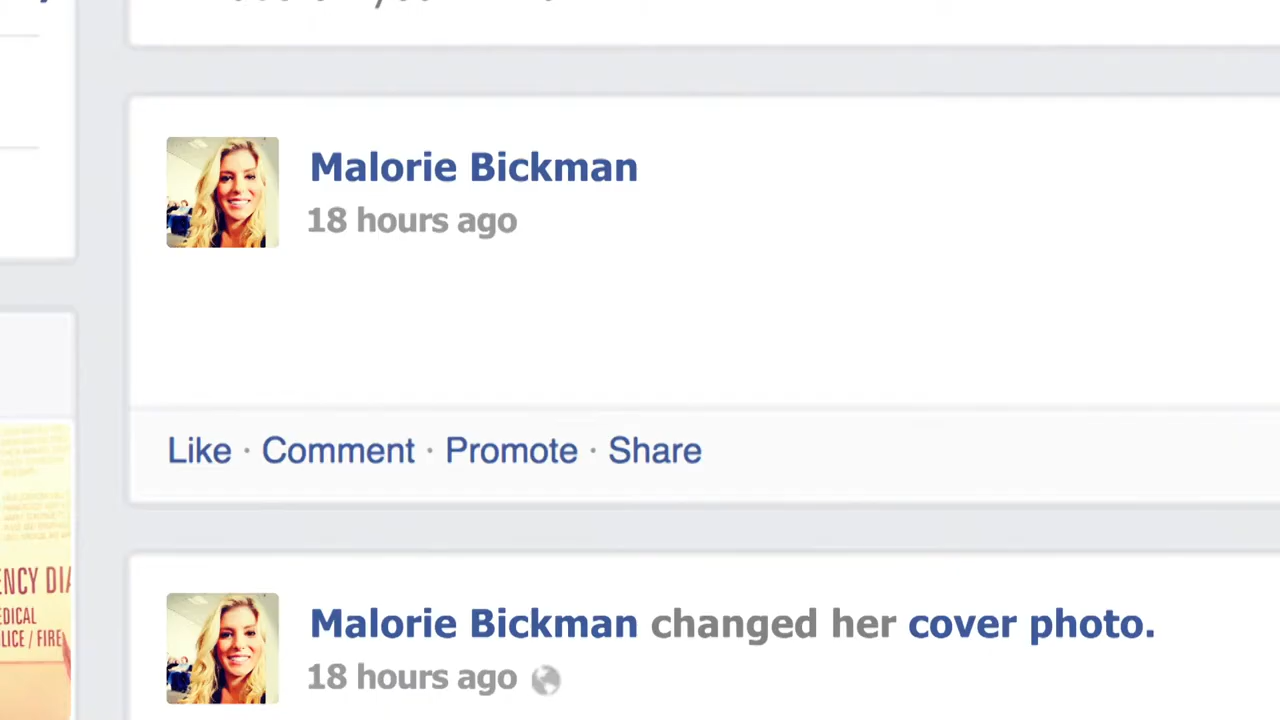 Malorie Bickman
18 hours ago
Like · Comment · Promote · Share
ENCY DIA
EDICAL
LICE / FIRE
Malorie Bickman changed her cover photo.
18 hours ago